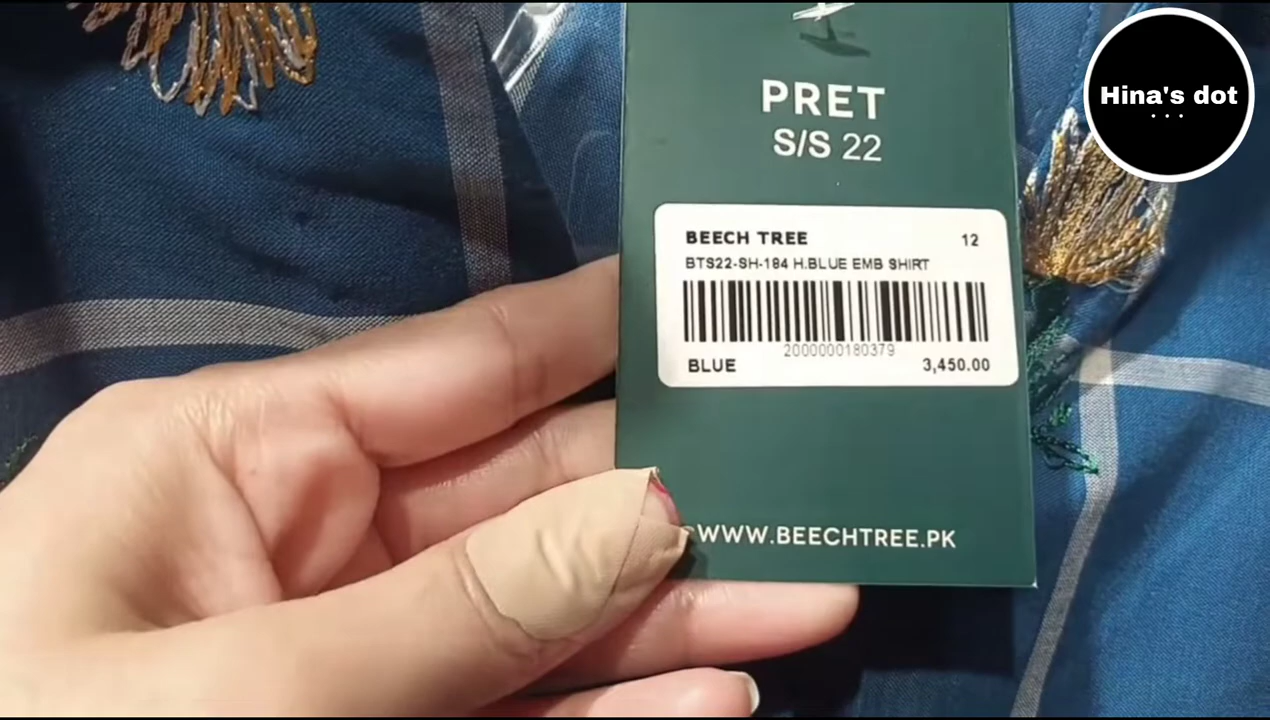 Hina's dot
...
PRET
S/S 22
BEECH TREE 12
BTS22-SH-184 H.BLUE EMB SHIRT
2000000180379
BLUE 3,450.00
WWW.BEECHTREE.PK